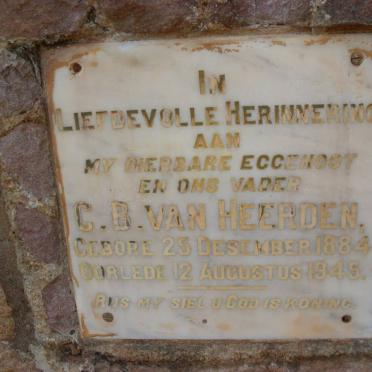 IN
LIEFDEVOLLE HERINNERING
AAN
MY DIERBARE EGGENOOT
EN ONS VADER
C. B. VAN HEERDEN,
GEBORE 25 DESEMBER 1884
OORLEDE 12 AUGUSTUS 1945.
RUS MY SIEL U GOD IS KONING.